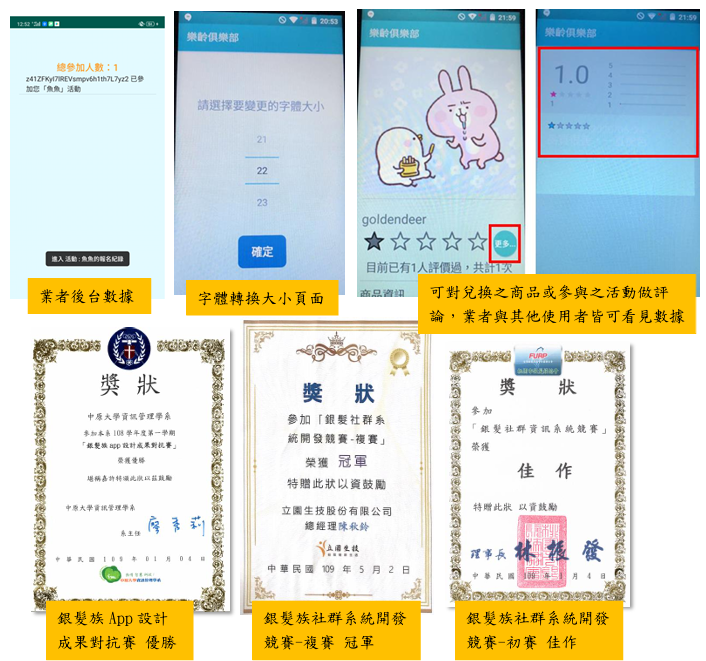 12:52
總參加人數：1
z41ZFKyI7IREVsmpv6h1th7L7yz2 已參
加您「魚魚」活動
進入 活動 : 魚魚的報名紀錄
業者後台數據
20:53
樂齡俱樂部
請選擇要變更的字體大小
21
22
23
確定
字體轉換大小頁面
21:59
樂齡俱樂部
goldendeer
更多...
目前已有1人評價過，共計1次
商品資訊
21:59
樂齡俱樂部
1.0
1
5
4
3
2
1
可對兌換之商品或參與之活動做評
論，業者與其他使用者皆可看見數據
獎 狀
中原大學資訊管理學系
參加本系 108 學年度第一學期
「銀髮族 app 設計成果對抗賽」
榮獲優勝
堪稱吾於特頒此狀以茲鼓勵
中原大學資訊管理學系
系主任
中 華 民 國 109 年 01 月 04 日
銀髮族 App 設計
成果對抗賽 優勝
獎 狀
參加「銀髮社群系
統開發競賽-複賽」
榮獲 冠軍
特贈此狀以資鼓勵
立園生技股份有限公司
總經理陳秋鈴
立園生技
中 華 民 國 109 年 5 月 2 日
銀髮族社群系統開發
競賽-複賽 冠軍
FURP
獎 狀
參加
「銀髮社群資訊系統競賽」
榮獲
佳 作
特贈此狀 以資鼓勵
理事長 林振發
中 華 民 國 109 年 1 月 4 日
銀髮族社群系統開發
競賽-初賽 佳作